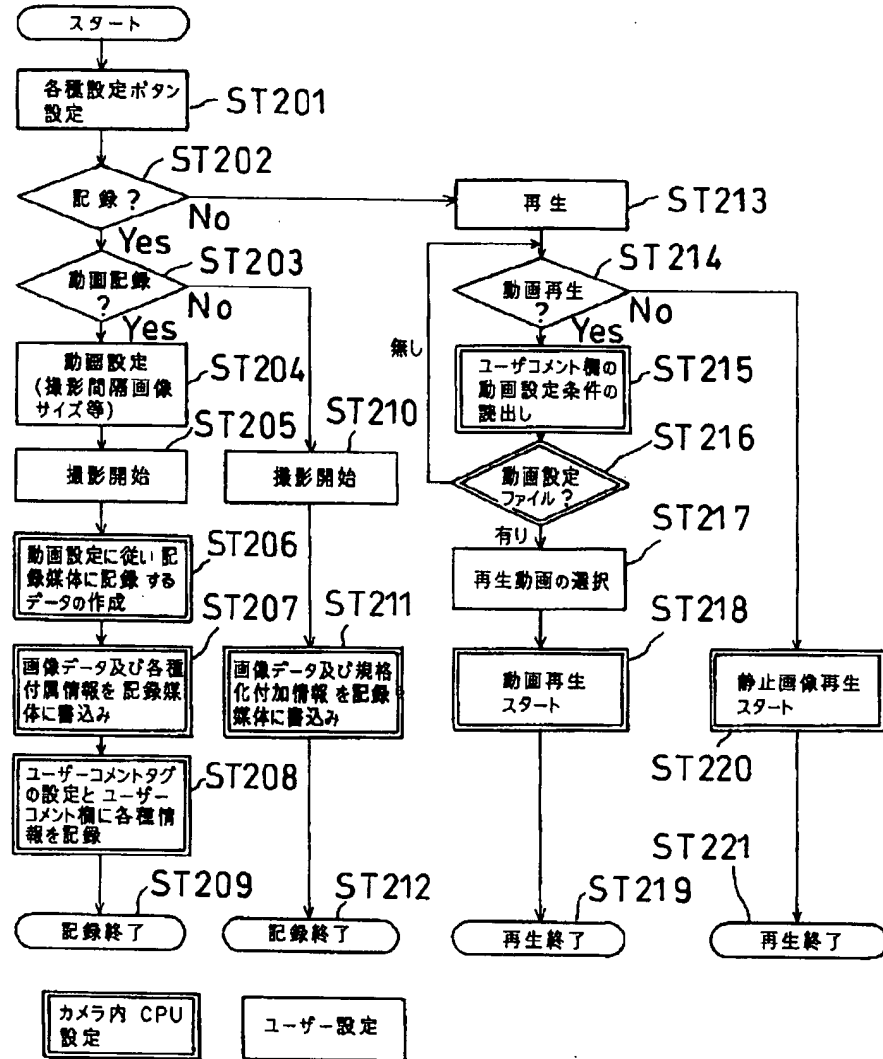 スタート
各種設定ボタン
設定
ST201
ST202
記録?
No
Yes
ST203
動画記録
?
No
Yes
動画設定
(撮影間隔画像
サイズ等)
ST204
ST205
撮影開始
ST206
動画設定に従い記
録媒体に記録する
データの作成
ST207
画像データ及び各種
付属情報を記録媒
体に書込み
ST208
ユーザーコメントタグ
の設定とユーザー
コメント欄に各種情
報を記録
ST209
記録終了
ST210
撮影開始
ST211
画像データ及び規格
化付加情報を記録
媒体に書込み
ST212
記録終了
再生
ST213
ST214
動画再生
?
No
Yes
無し
ユーザコメント欄の
動画設定条件の
読出し
ST215
ST216
動画設定
ファイル?
有り
ST217
再生動画の選択
ST218
動画再生
スタート
ST219
再生終了
静止画像再生
スタート
ST220
ST221
再生終了
カメラ内 CPU
設定
ユーザー設定